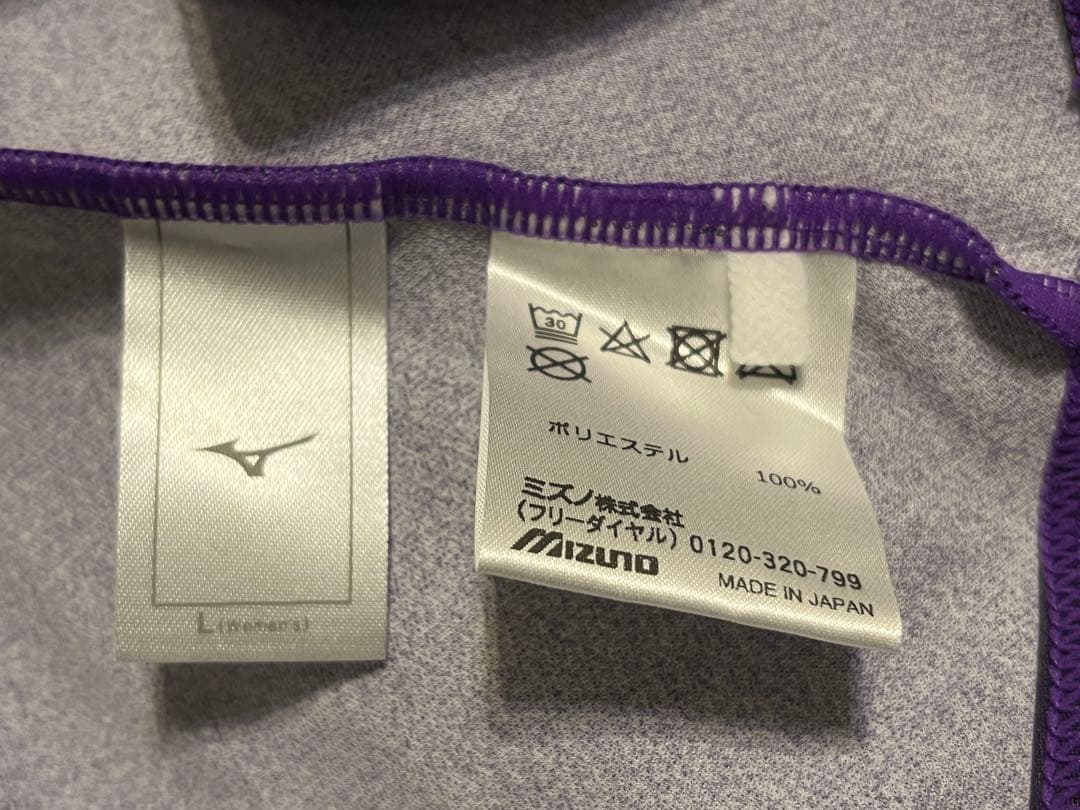 L (Women's)
30
ポリエステル 100%
ミズノ株式会社
(フリーダイヤル) 0120-320-799
MIZUNO
MADE IN JAPAN